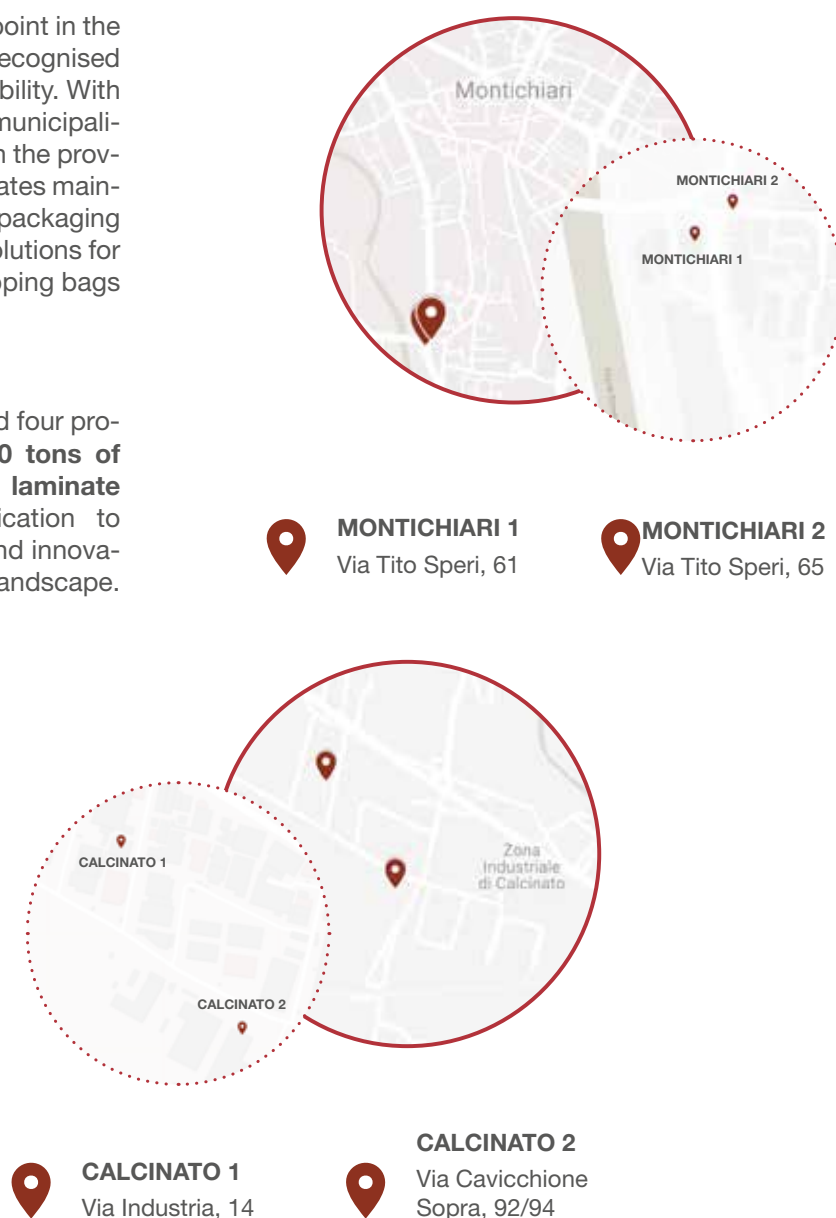 point in the
ecognised
bility. With
municipali-
n the prov-
ates main-
packaging
olutions for
pping bags
d four pro-
0 tons of
laminate
ication to
nd innova-
andscape.
Montichiari
MONTICHIARI 2
MONTICHIARI 1
MONTICHIARI 1
Via Tito Speri, 61
MONTICHIARI 2
Via Tito Speri, 65
Zona
Industriale
di Calcinato
CALCINATO 1
CALCINATO 2
CALCINATO 1
Via Industria, 14
CALCINATO 2
Via Cavicchione
Sopra, 92/94